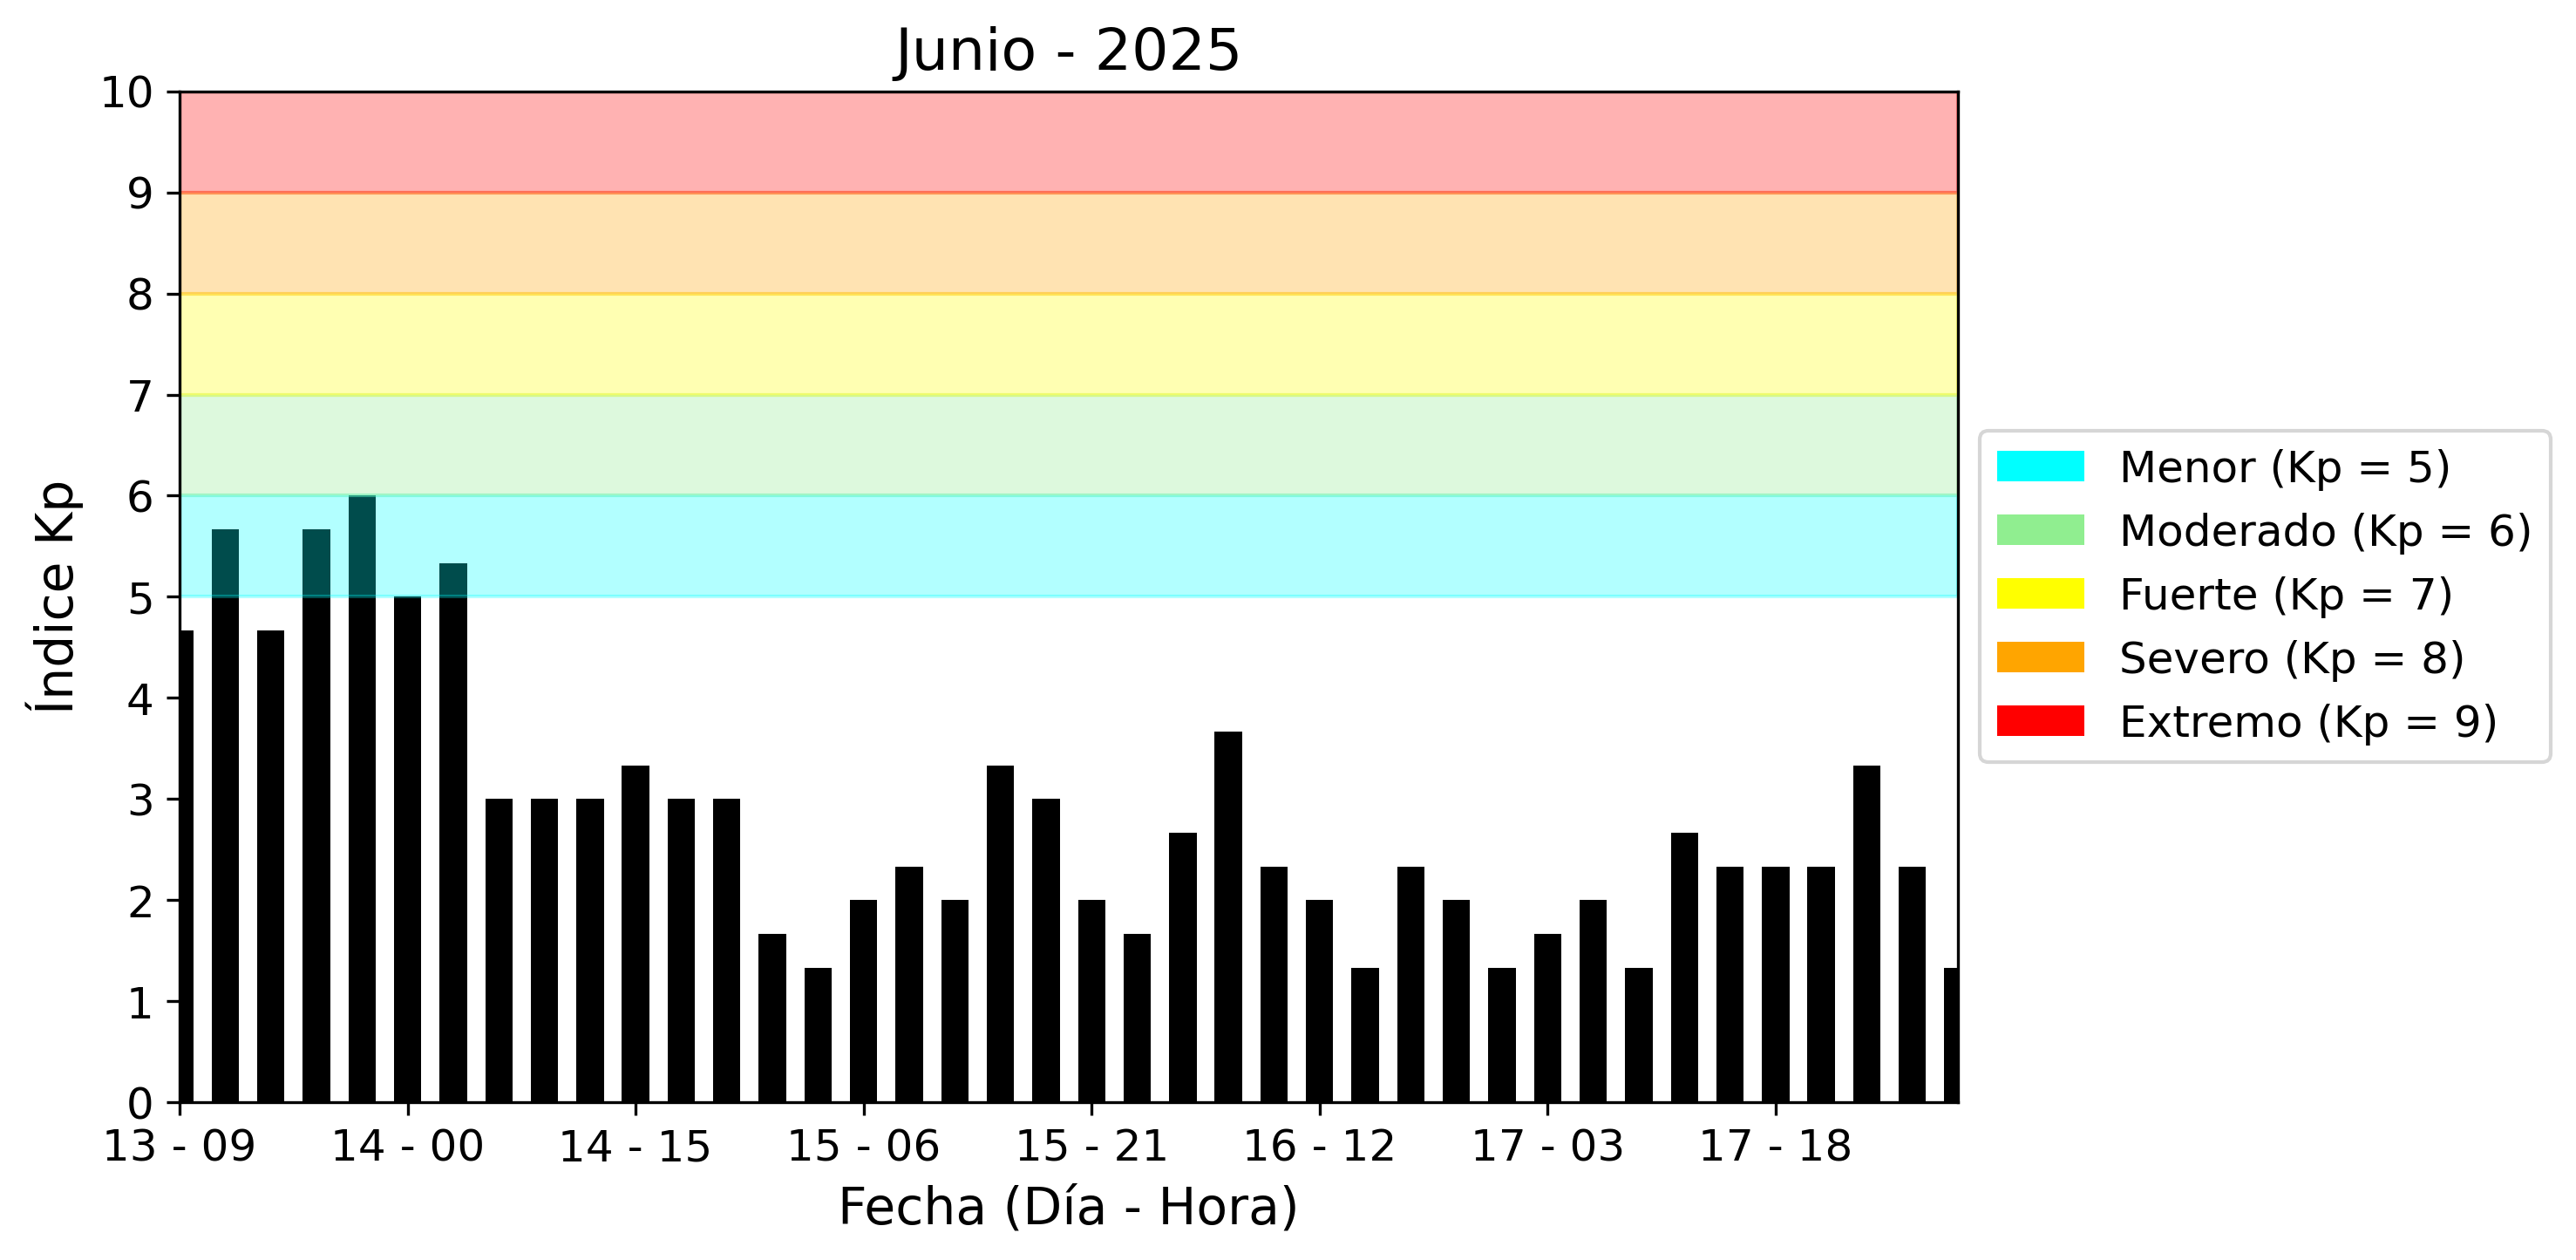 Junio - 2025
10
9
8
7
6
5
4
3
2
1
0
Índice Kp
13 - 09
14 - 00
14 - 15
15 - 06
15 - 21
16 - 12
17 - 03
17 - 18
Fecha (Día - Hora)
Menor (Kp = 5)
Moderado (Kp = 6)
Fuerte (Kp = 7)
Severo (Kp = 8)
Extremo (Kp = 9)